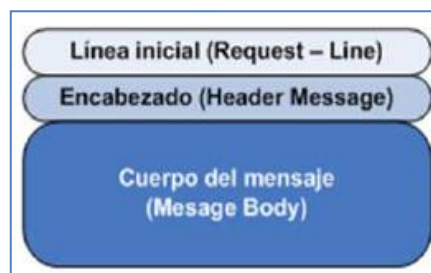 Línea inicial (Request – Line)
Encabezado (Header Message)
Cuerpo del mensaje
(Mesage Body)